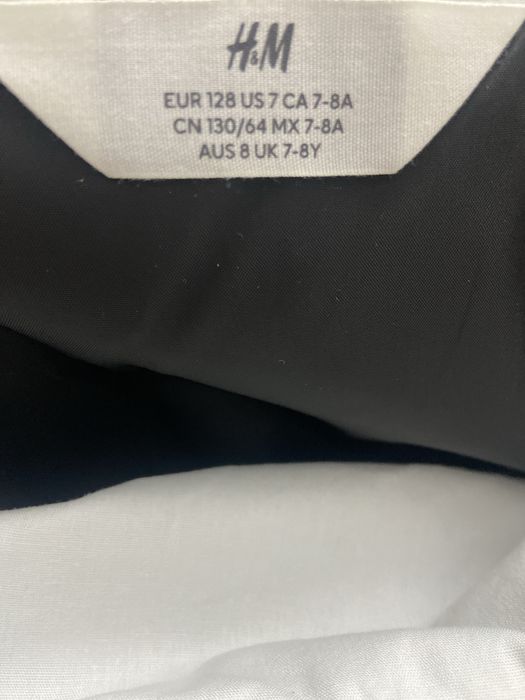 H&M
EUR 128 US 7 CA 7-8A
CN 130/64 MX 7-8A
AUS 8 UK 7-8Y